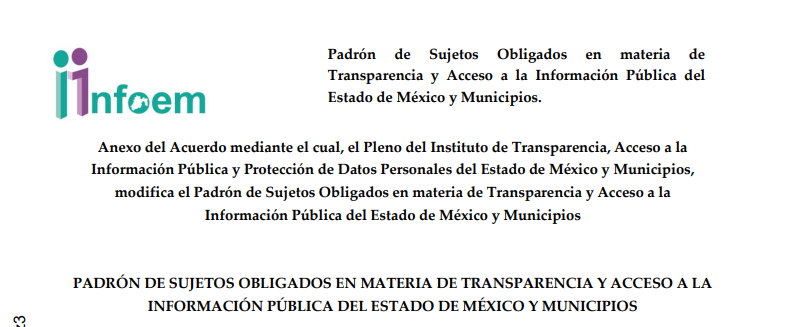 Padrón de Sujetos Obligados en materia de
Transparencia y Acceso a la Información Pública del
Estado de México y Municipios.
infoem
Anexo del Acuerdo mediante el cual, el Pleno del Instituto de Transparencia, Acceso a la
Información Pública y Protección de Datos Personales del Estado de México y Municipios,
modifica el Padrón de Sujetos Obligados en materia de Transparencia y Acceso a la
Información Pública del Estado de México y Municipios
PADRÓN DE SUJETOS OBLIGADOS EN MATERIA DE TRANSPARENCIA Y ACCESO A LA
INFORMACIÓN PÚBLICA DEL ESTADO DE MÉXICO Y MUNICIPIOS